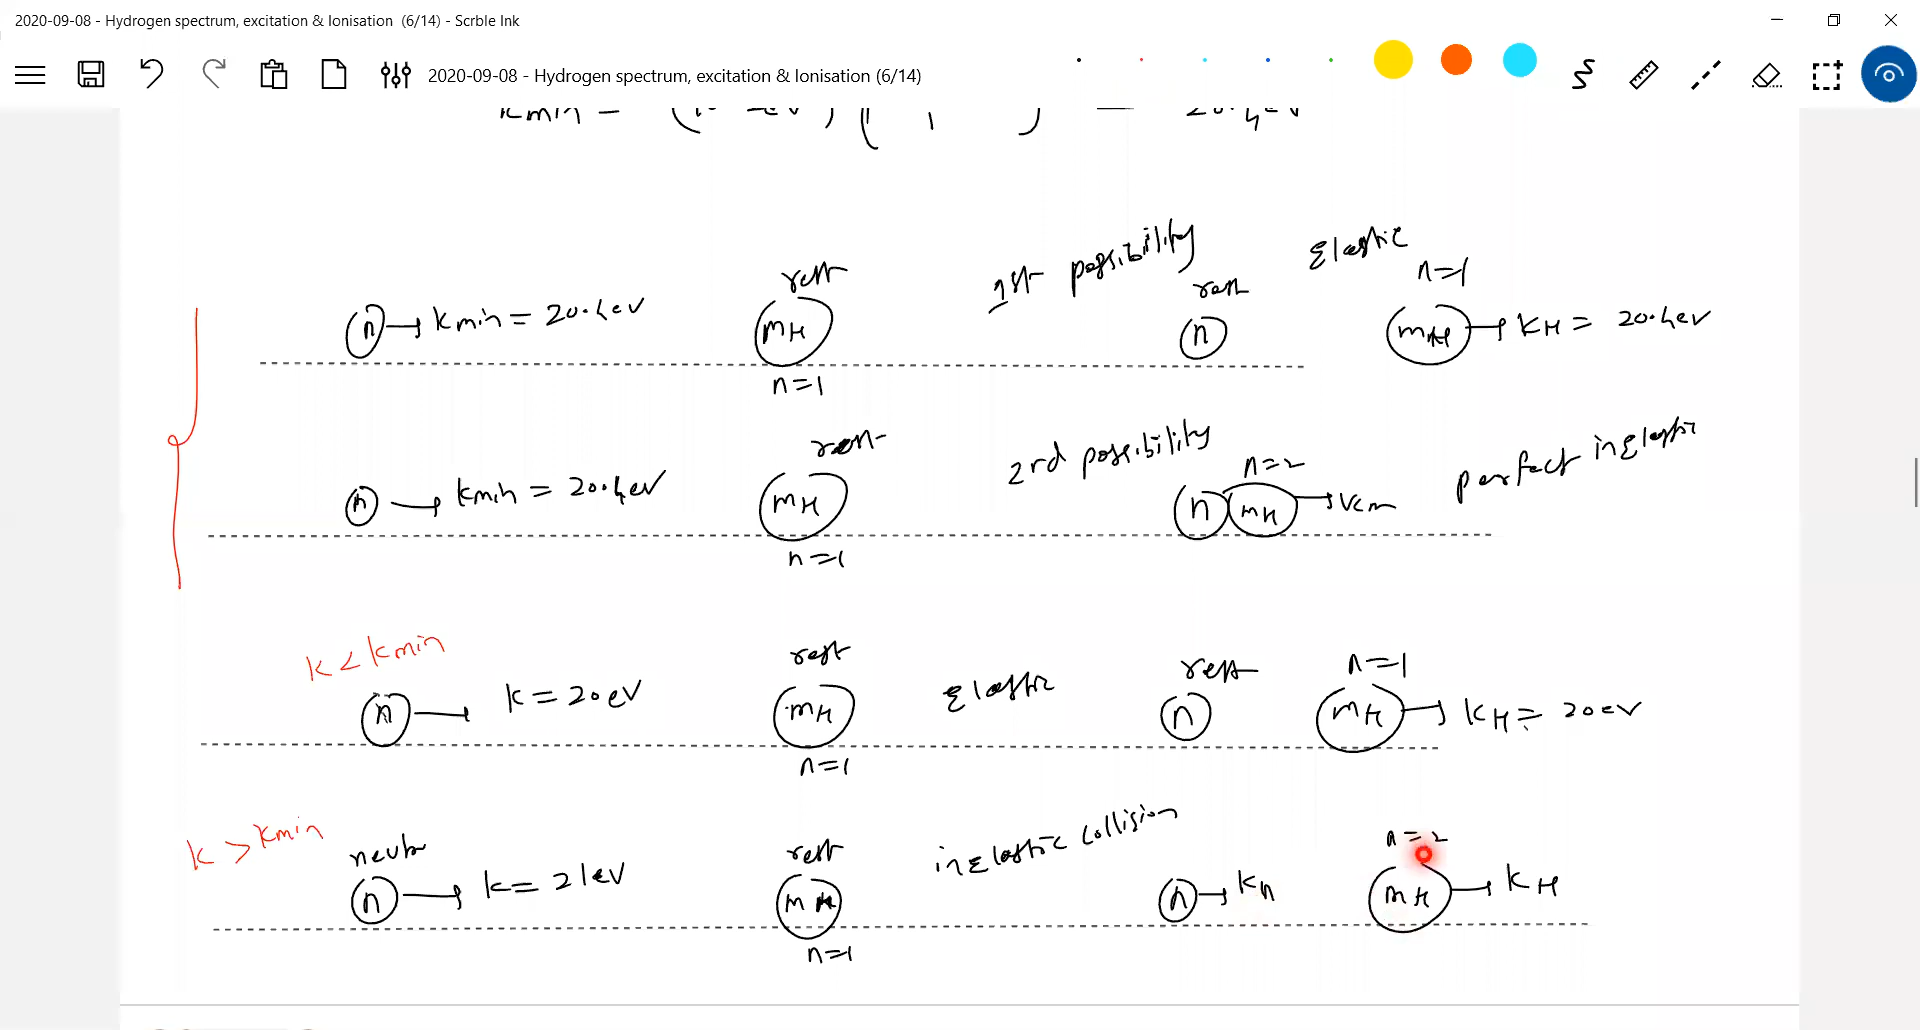 2020-09-08 - Hydrogen spectrum, excitation & Ionisation (6/14) - Scrble Ink
2020-09-08 - Hydrogen spectrum, excitation & Ionisation (6/14)
Kmin =
= 20.4eV
rest 1st possibility Elastic
n=1
n → Kmin = 20.4eV mH rest n mH → KH = 20.4eV
n=1
rest 2nd possibility n=2 perfect inElastic
n → Kmin = 20.4eV mH n mH → Vcm
n=1
K < Kmin rest rest n=1
n → K = 20eV mH Elastic n mH → KH = 20eV
n=1
K > Kmin rest inElastic collision n=2
n → K = 21eV mH n → Kn mH → KH
n=1